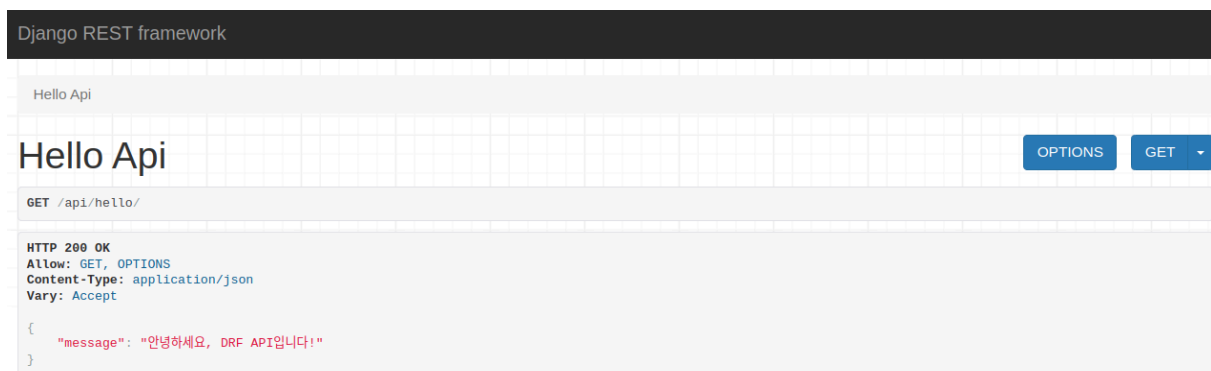 Django REST framework
Hello Api
Hello Api
OPTIONS
GET
GET /api/hello/
HTTP 200 OK
Allow: GET, OPTIONS
Content-Type: application/json
Vary: Accept
{
    "message": "안녕하세요, DRF API입니다!"
}